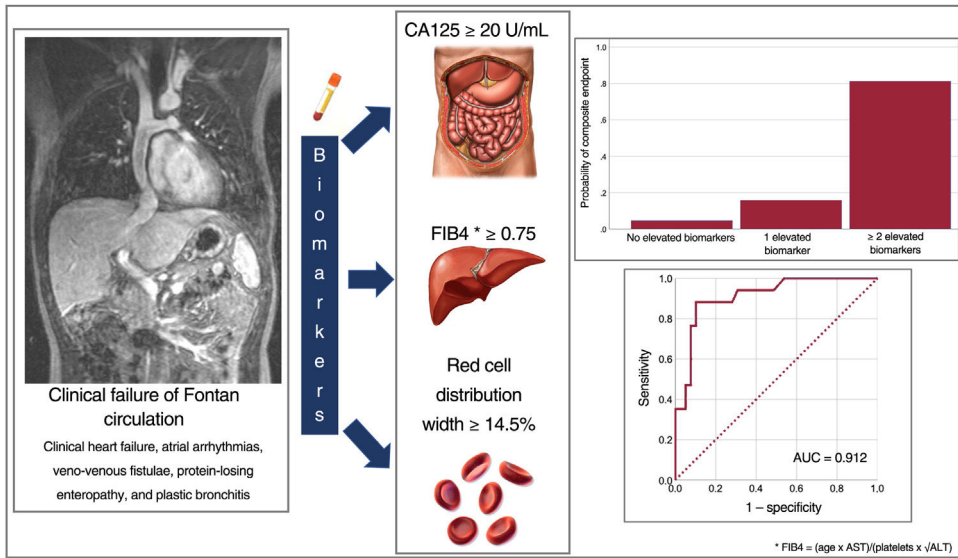 Clinical failure of Fontan
circulation
Clinical heart failure, atrial arrhythmias,
veno-venous fistulae, protein-losing
enteropathy, and plastic bronchitis
Biomarkers
CA125 ≥ 20 U/mL
FIB4 * ≥ 0.75
Red cell
distribution
width ≥ 14.5%
Probability of composite endpoint
1.0
.8
.6
.4
.2
.0
No elevated biomarkers
1 elevated
biomarker
≥ 2 elevated
biomarkers
Sensitivity
1.0
0.8
0.6
0.4
0.2
0.0
AUC = 0.912
0.0 0.2 0.4 0.6 0.8 1.0
1 – specificity
* FIB4 = (age x AST)/(platelets x √ALT)